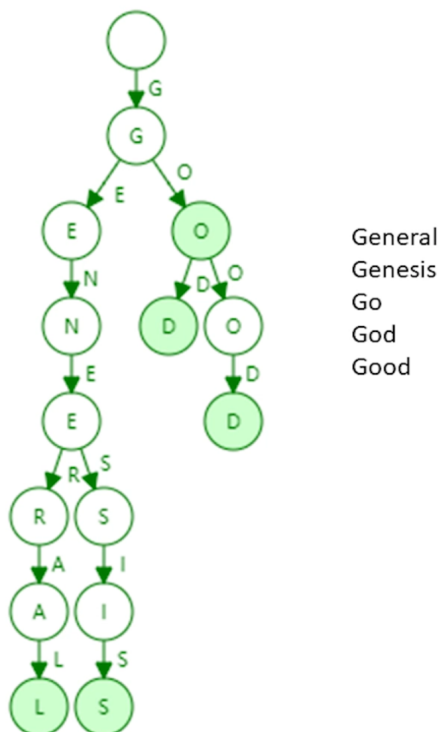 G
G
E O
E O
N D O
N D O
E D
E D
R S
R S
A I
A I
L S
L S
General
Genesis
Go
God
Good